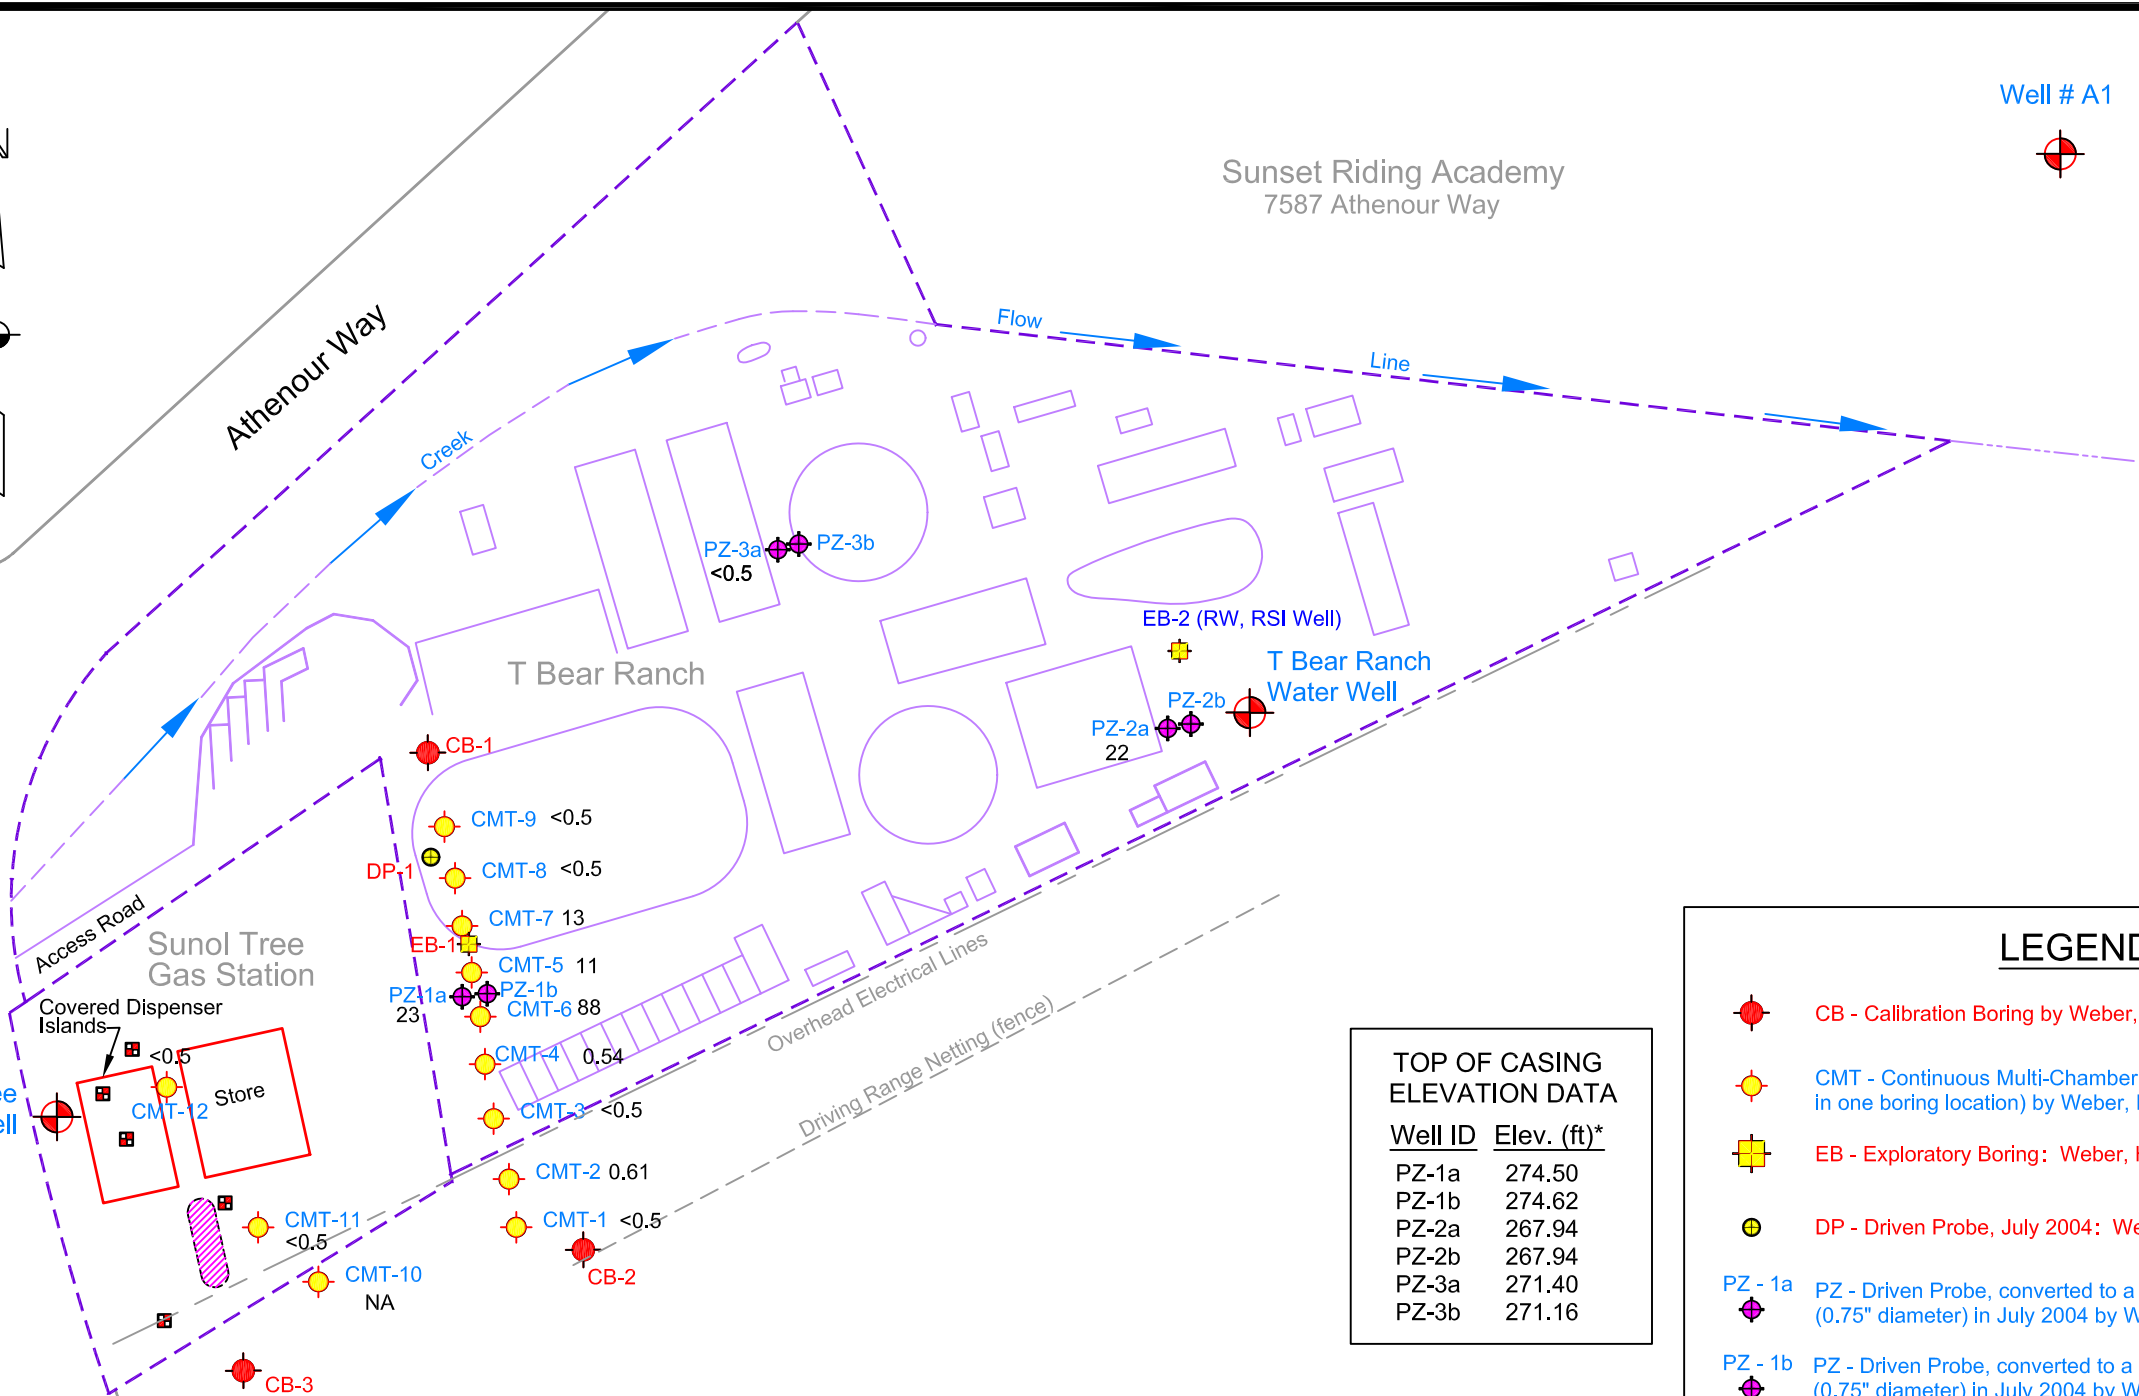 Well # A1
N
Sunset Riding Academy
7587 Athenour Way
Athenour Way
Flow
Line
Creek
PZ-3a
PZ-3b
<0.5
EB-2 (RW, RSI Well)
T Bear Ranch
T Bear Ranch
Water Well
PZ-2b
PZ-2a
22
CB-1
CMT-9 <0.5
DP-1
CMT-8 <0.5
CMT-7 13
EB-1
CMT-5 11
PZ-1a
PZ-1b
23
CMT-6 88
CMT-4 0.54
CMT-3 <0.5
CMT-2 0.61
CMT-1 <0.5
CB-2
Access Road
Sunol Tree
Gas Station
Covered Dispenser
Islands
<0.5
CMT-12
Store
CMT-11
<0.5
CMT-10
NA
CB-3
Overhead Electrical Lines
Driving Range Netting (fence)
TOP OF CASING
ELEVATION DATA
Well ID Elev. (ft)*
PZ-1a 274.50
PZ-1b 274.62
PZ-2a 267.94
PZ-2b 267.94
PZ-3a 271.40
PZ-3b 271.16
LEGEND
CB - Calibration Boring by Weber,
CMT - Continuous Multi-Chamber
in one boring location) by Weber,
EB - Exploratory Boring: Weber,
DP - Driven Probe, July 2004:
PZ - 1a
PZ - Driven Probe, converted to a
(0.75" diameter) in July 2004 by
PZ - 1b
PZ - Driven Probe, converted to a
(0.75" diameter) in July 2004 by